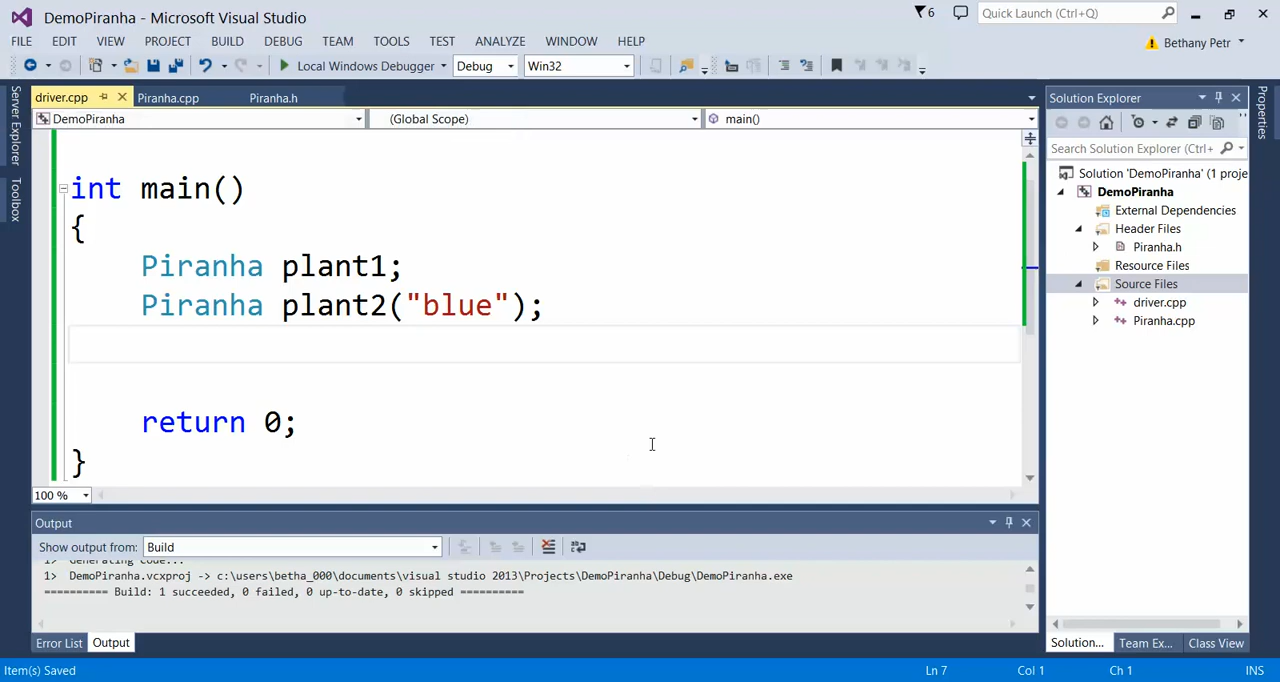 DemoPiranha - Microsoft Visual Studio
6
Quick Launch (Ctrl+Q)
FILE EDIT VIEW PROJECT BUILD DEBUG TEAM TOOLS TEST ANALYZE WINDOW HELP
Bethany Petr
Local Windows Debugger Debug Win32
Server Explorer
Toolbox
driver.cpp Piranha.cpp Piranha.h
DemoPiranha (Global Scope) main()
int main()
{
Piranha plant1;
Piranha plant2("blue");
return 0;
}
100 %
Output
Show output from: Build
1> Generating code...
1> DemoPiranha.vcxproj -> c:\users\betha_000\documents\visual studio 2013\Projects\DemoPiranha\Debug\DemoPiranha.exe
========== Build: 1 succeeded, 0 failed, 0 up-to-date, 0 skipped ==========
Error List Output
Solution Explorer
Search Solution Explorer (Ctrl+
Solution 'DemoPiranha' (1 proje
DemoPiranha
External Dependencies
Header Files
Piranha.h
Resource Files
Source Files
driver.cpp
Piranha.cpp
Solution... Team Ex... Class View
Properties
Item(s) Saved Ln 7 Col 1 Ch 1 INS